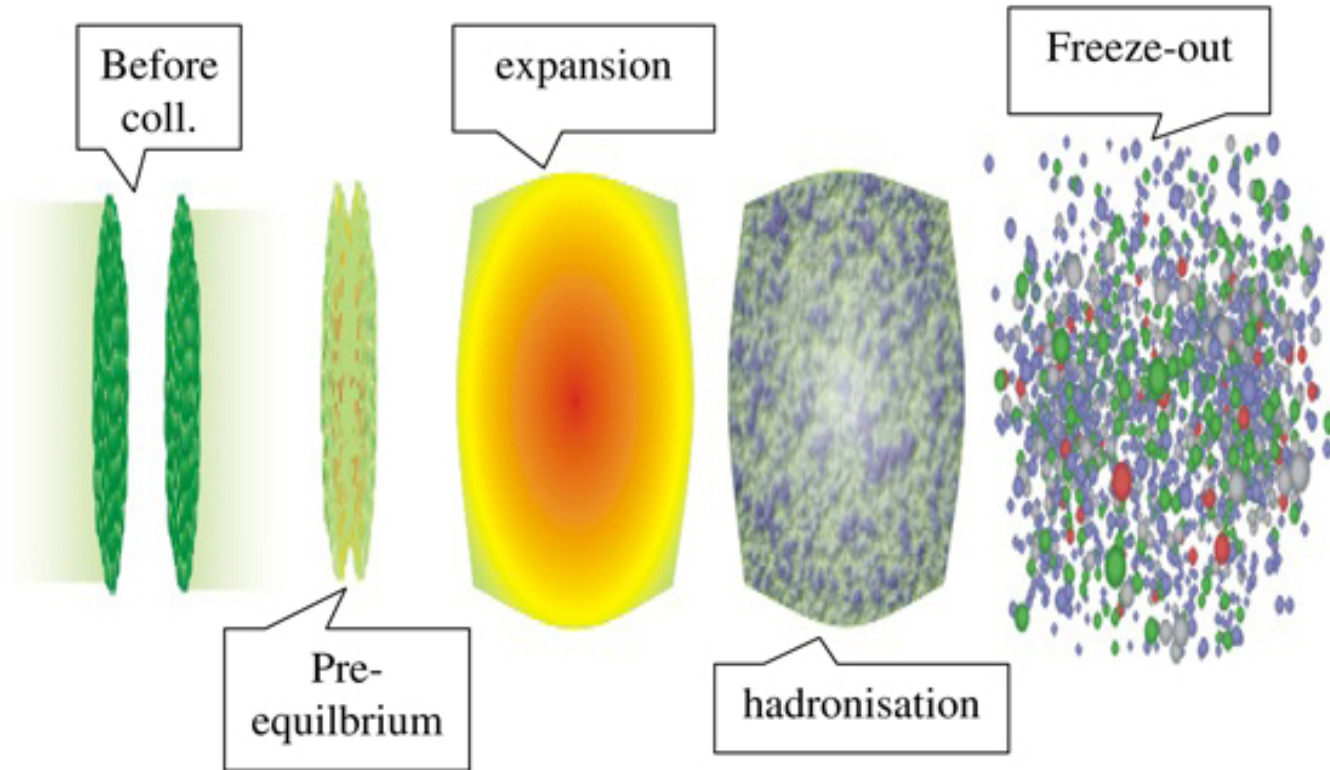 Before
coll.
expansion
Freeze-out
Pre-
equilbrium
hadronisation